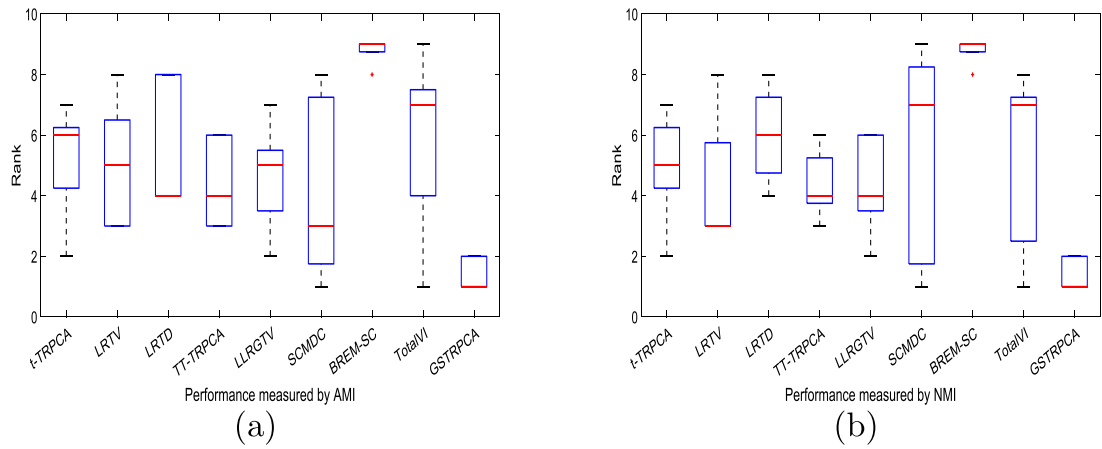 10
8
6
4
2
0
Rank
t-TRPCA
LRTV
LRTD
TT-TRPCA
LLRGTV
SCMDC
BREM-SC
TotalVI
GSTRPCA
Performance measured by AMI
(a)
10
8
6
4
2
0
Rank
t-TRPCA
LRTV
LRTD
TT-TRPCA
LLRGTV
SCMDC
BREM-SC
TotalVI
GSTRPCA
Performance measured by NMI
(b)